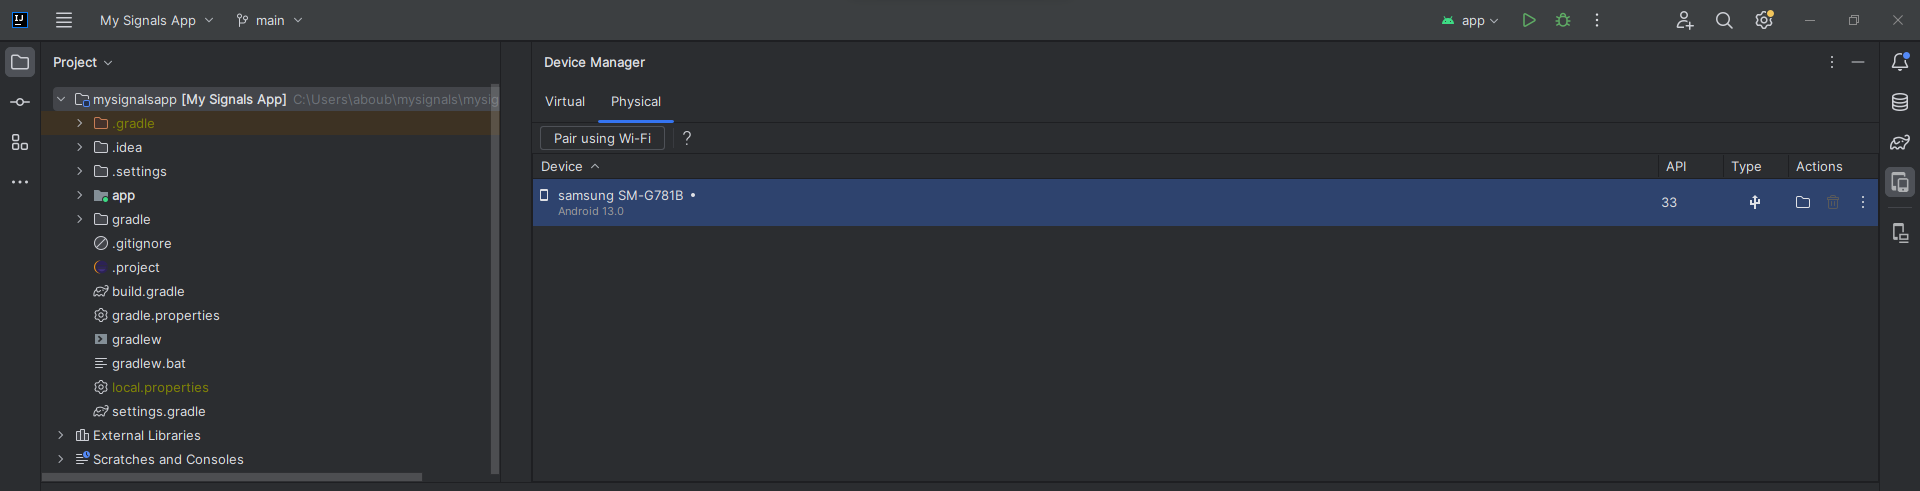 IJ
My Signals App
main
app
Project
mysignalsapp [My Signals App] C:\Users\aboub\mysignals\mysig
.gradle
.idea
.settings
app
gradle
.gitignore
.project
build.gradle
gradle.properties
gradlew
gradlew.bat
local.properties
settings.gradle
External Libraries
Scratches and Consoles
Device Manager
Virtual
Physical
Pair using Wi-Fi
?
Device
API
Type
Actions
samsung SM-G781B
33
Android 13.0